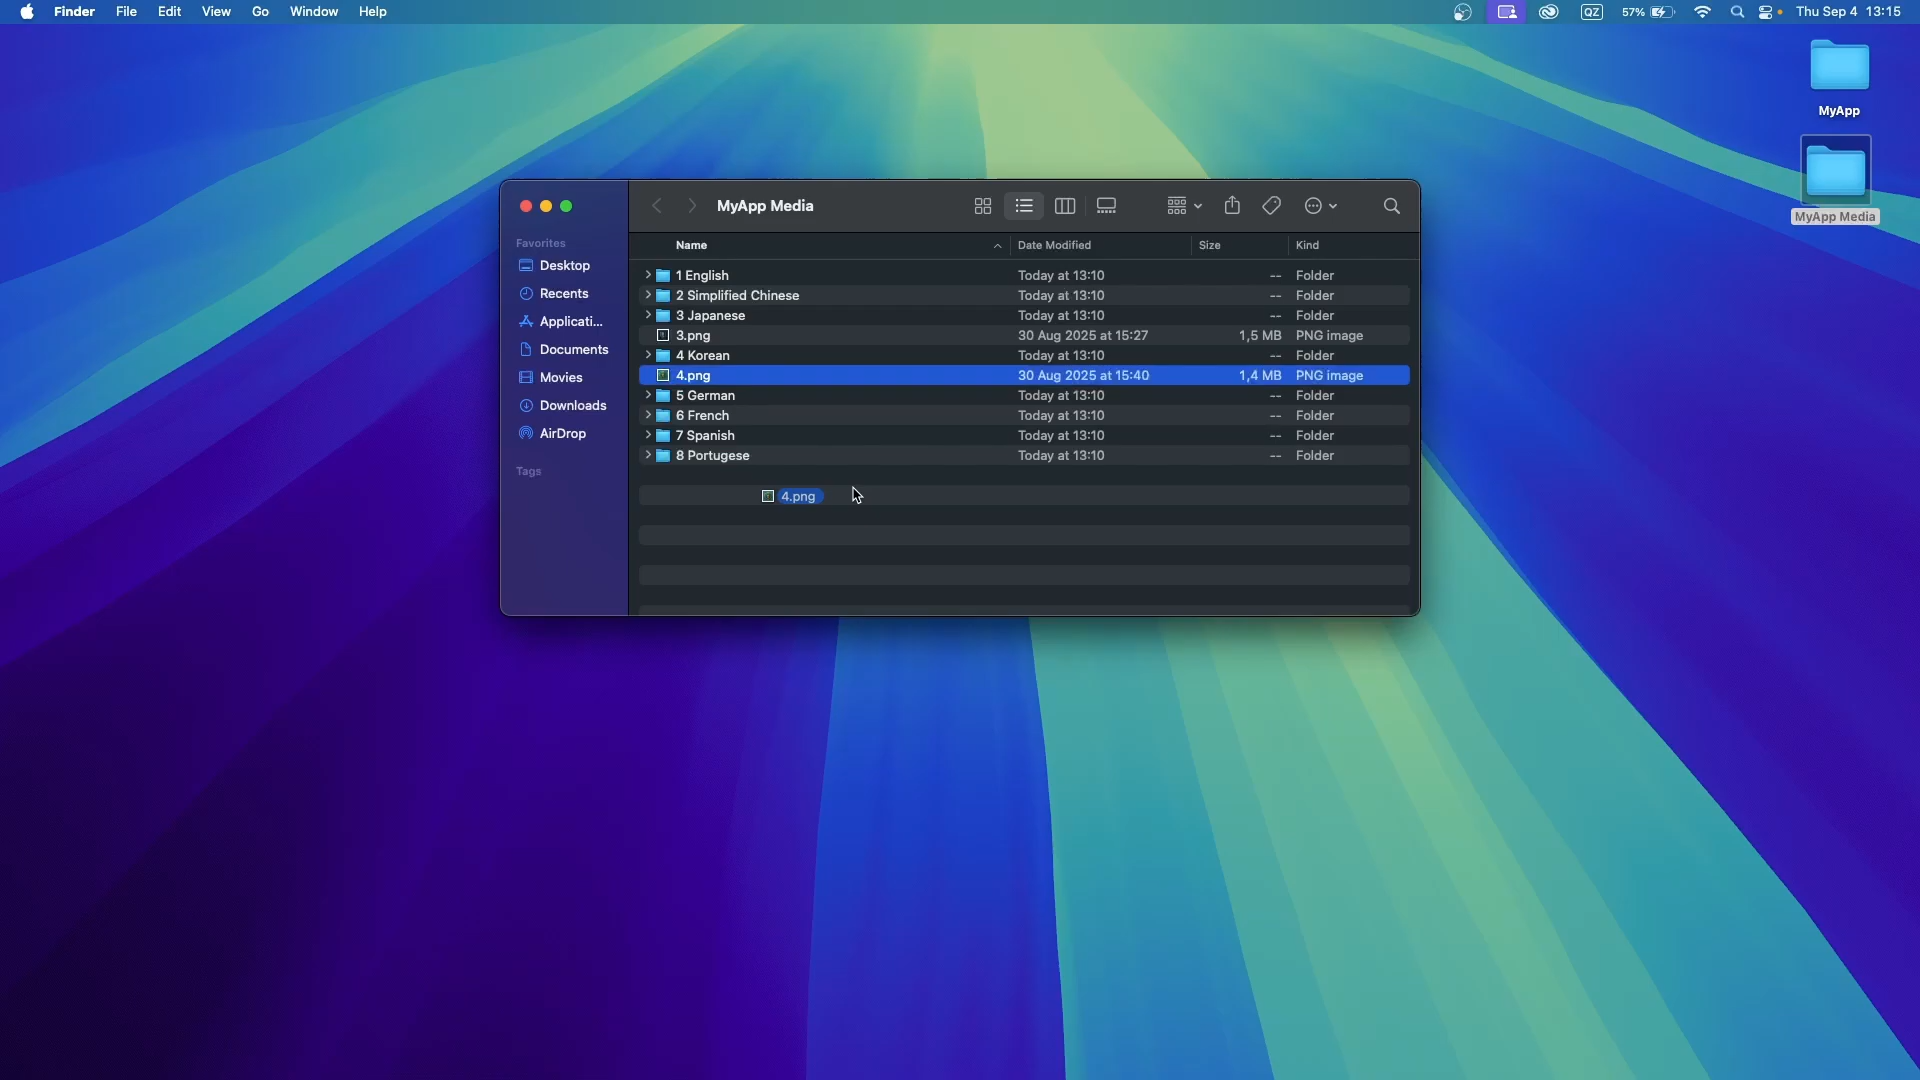 Finder File Edit View Go Window Help QZ 57% Thu Sep 4 13:15
MyApp
MyApp Media
MyApp Media
Favorites
Desktop
Recents
Applicati...
Documents
Movies
Downloads
AirDrop
Tags
Name Date Modified Size Kind
1 English Today at 13:10 -- Folder
2 Simplified Chinese Today at 13:10 -- Folder
3 Japanese Today at 13:10 -- Folder
3.png 30 Aug 2025 at 15:27 1,5 MB PNG image
4 Korean Today at 13:10 -- Folder
4.png 30 Aug 2025 at 15:40 1,4 MB PNG image
5 German Today at 13:10 -- Folder
6 French Today at 13:10 -- Folder
7 Spanish Today at 13:10 -- Folder
8 Portugese Today at 13:10 -- Folder
4.png